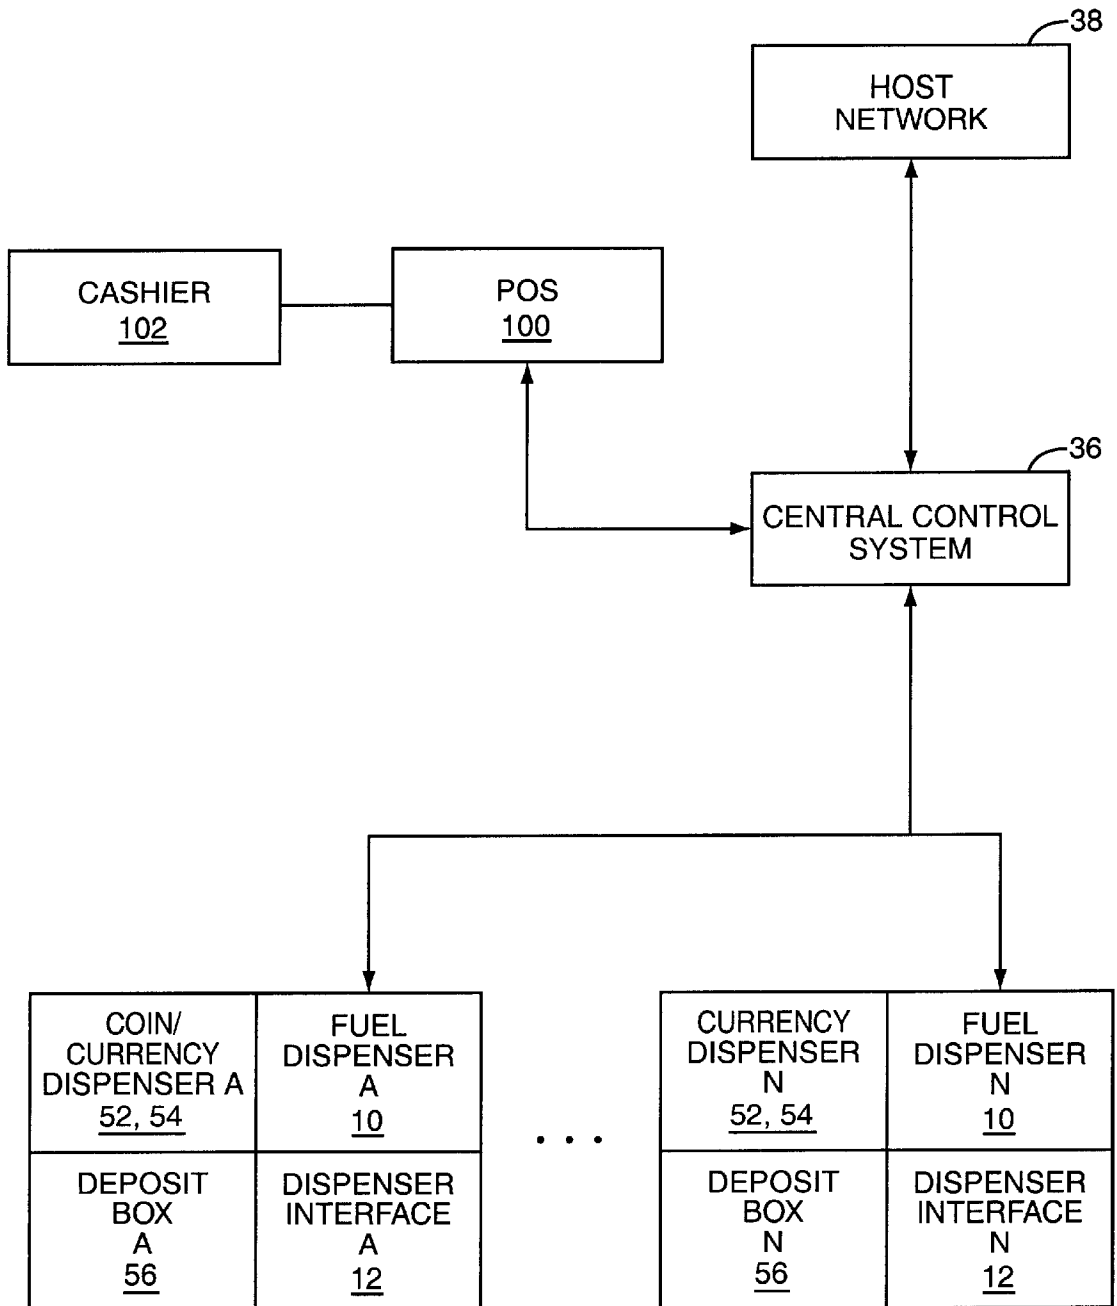 38
HOST
NETWORK
CASHIER
102
POS
100
36
CENTRAL CONTROL
SYSTEM
COIN/
CURRENCY
DISPENSER A
52, 54
FUEL
DISPENSER
A
10
DEPOSIT
BOX
A
56
DISPENSER
INTERFACE
A
12
. . .
CURRENCY
DISPENSER
N
52, 54
FUEL
DISPENSER
N
10
DEPOSIT
BOX
N
56
DISPENSER
INTERFACE
N
12